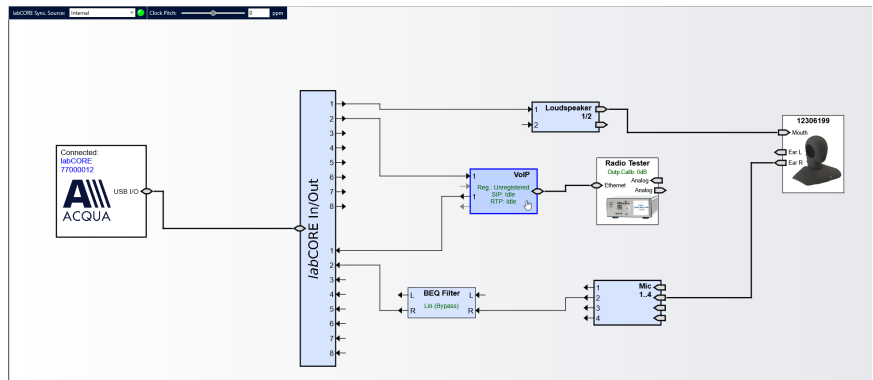 labCORE Sync. Source: Internal Clock Pitch: 0 ppm
Connected:
labCORE
77000012
ACQUA
USB I/O
labCORE In/Out
1
2
3
4
5
6
7
8
1
2
3
4
5
6
7
8
Loudspeaker
1/2
1
2
VoIP
1
Reg.: Unregistered
SIP: Idle
RTP: Idle
1
Radio Tester
Outp.Calib: 0dB
Analog
Ethernet
Analog
12306199
Mouth
Ear L
Ear R
BEQ Filter
L L
Lin (Bypass)
R R
Mic
1..4
1
2
3
4